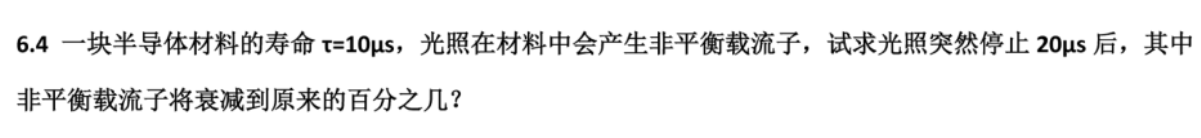 6.4 一块半导体材料的寿命 τ=10μs，光照在材料中会产生非平衡载流子，试求光照突然停止 20μs 后，其中
非平衡载流子将衰减到原来的百分之几？